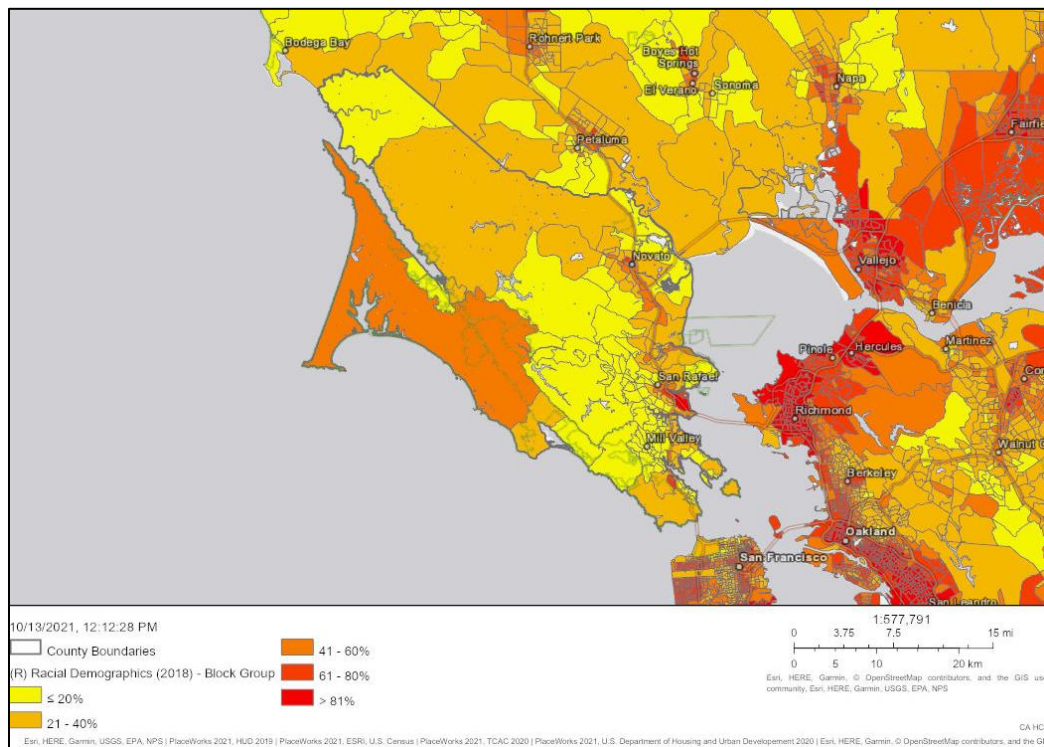 Bodega Bay
Rohnert Park
Boyes Hot
Springs
El Verano
Sonoma
Napa
Fairfie
Petaluma
Novato
Vallejo
Benicia
Martinez
Hercules
Pinole
Con
San Rafael
Richmond
Mill Valley
Walnut C
Berkeley
Oakland
San Francisco
San Leandro
10/13/2021, 12:12:28 PM
County Boundaries
(R) Racial Demographics (2018) - Block Group
≤ 20%
21 - 40%
41 - 60%
61 - 80%
> 81%
1:577,791
0 3.75 7.5 15 mi
0 5 10 20 km
Esri, HERE, Garmin, © OpenStreetMap contributors, and the GIS use
community, Esri, HERE, Garmin, USGS, EPA, NPS
CA HC
Esri, HERE, Garmin, USGS, EPA, NPS | PlaceWorks 2021, HUD 2019 | PlaceWorks 2021, ESRI, U.S. Census | PlaceWorks 2021, TCAC 2020 | PlaceWorks 2021, U.S. Department of Housing and Urban Developement 2020 | Esri, HERE, Garmin, © OpenStreetMap contributors, and the GI